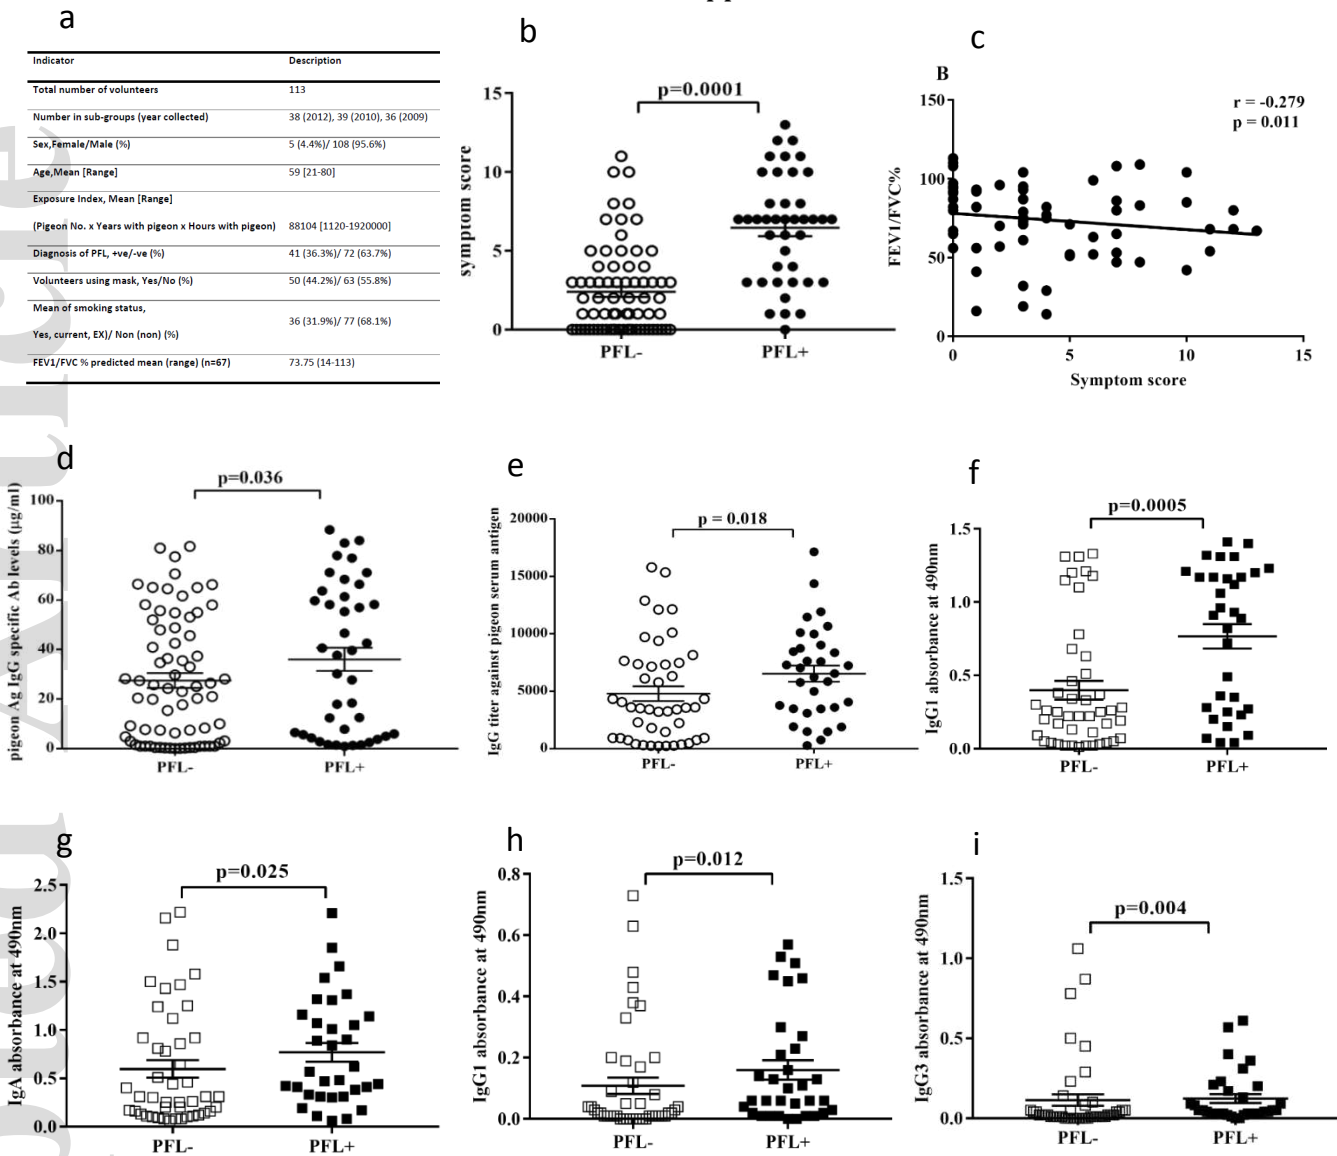 a
Indicator Description
Total number of volunteers 113
Number in sub-groups (year collected) 38 (2012), 39 (2010), 36 (2009)
Sex,Female/Male (%) 5 (4.4%)/ 108 (95.6%)
Age,Mean [Range] 59 [21-80]
Exposure Index, Mean [Range]
(Pigeon No. x Years with pigeon x Hours with pigeon) 88104 [1120-1920000]
Diagnosis of PFL, +ve/-ve (%) 41 (36.3%)/ 72 (63.7%)
Volunteers using mask, Yes/No (%) 50 (44.2%)/ 63 (55.8%)
Mean of smoking status,
Yes, current, EX)/ Non (non) (%) 36 (31.9%)/ 77 (68.1%)
FEV1/FVC % predicted mean (range) (n=67) 73.75 (14-113)
b
p=0.0001
symptom score
15
10
5
0
PFL- PFL+
c
B
r = -0.279
p = 0.011
FEV1/FVC%
150
100
50
0
0 5 10 15
Symptom score
d
p=0.036
pigeon Ag IgG specific Ab levels (µg/ml)
100
80
60
40
20
0
PFL- PFL+
e
p = 0.018
IgG titer against pigeon serum antigen
20000
15000
10000
5000
0
PFL- PFL+
f
p=0.0005
IgG1 absorbance at 490nm
1.5
1.0
0.5
0.0
PFL- PFL+
g
p=0.025
IgA absorbance at 490nm
2.5
2.0
1.5
1.0
0.5
0.0
PFL- PFL+
h
p=0.012
IgG1 absorbance at 490nm
0.8
0.6
0.4
0.2
0.0
PFL- PFL+
i
p=0.004
IgG3 absorbance at 490nm
1.5
1.0
0.5
0.0
PFL- PFL+